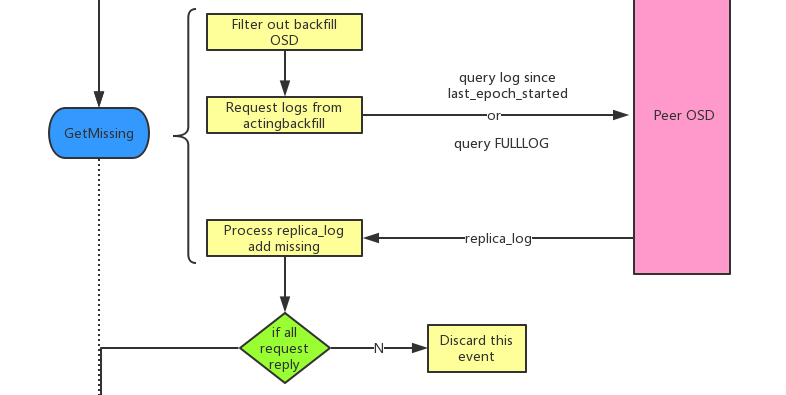 Filter out backfill
OSD
Request logs from
actingbackfill
query log since
last_epoch_started
or
query FULLLOG
Peer OSD
GetMissing
Process replica_log
add missing
replica_log
if all
request
reply
N
Discard this
event